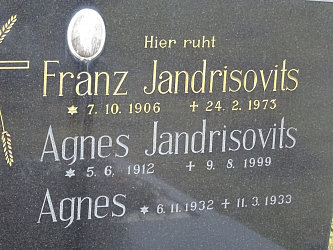 Hier ruht
Franz Jandrisovits
✶ 7. 10. 1906 + 24. 2. 1973
Agnes Jandrisovits
✶ 5. 6. 1912 + 9. 8. 1999
Agnes ✶ 6. 11. 1932 + 11. 3. 1933